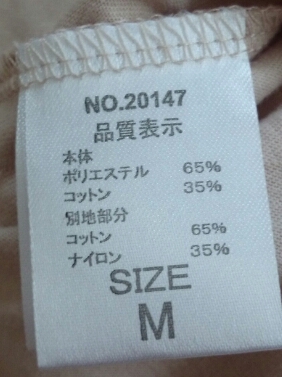 NO.20147
品質表示
本体
ポリエステル 65%
コットン 35%
別地部分
コットン 65%
ナイロン 35%
SIZE
M